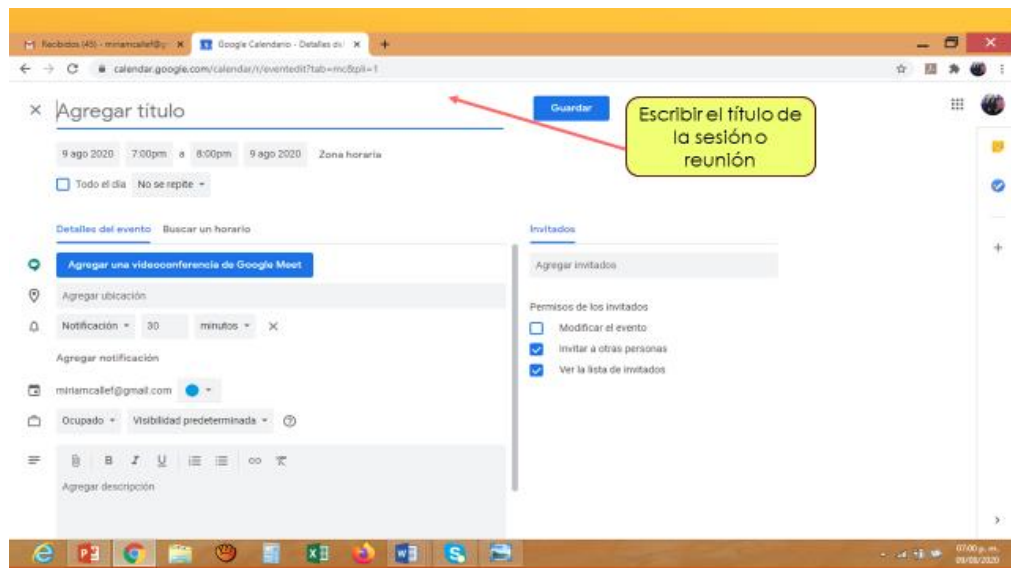 Recibidos (45) - miriamcallef@g
Google Calendario - Detalles del
calendar.google.com/calendar/r/eventedit?tab=mc&pli=1
Agregar título
Guardar
Escribir el título de
la sesión o
reunión
9 ago 2020 7:00pm a 8:00pm 9 ago 2020 Zona horaria
Todo el día No se repite
Detalles del evento Buscar un horario
Invitados
Agregar una videoconferencia de Google Meet
Agregar invitados
Agregar ubicación
Permisos de los invitados
Notificación 30 minutos
Modificar el evento
Invitar a otras personas
Agregar notificación
Ver la lista de invitados
miriamcallef@gmail.com
Ocupado Visibilidad predeterminada
B I U
Agregar descripción
07:00 p. m.
09/08/2020